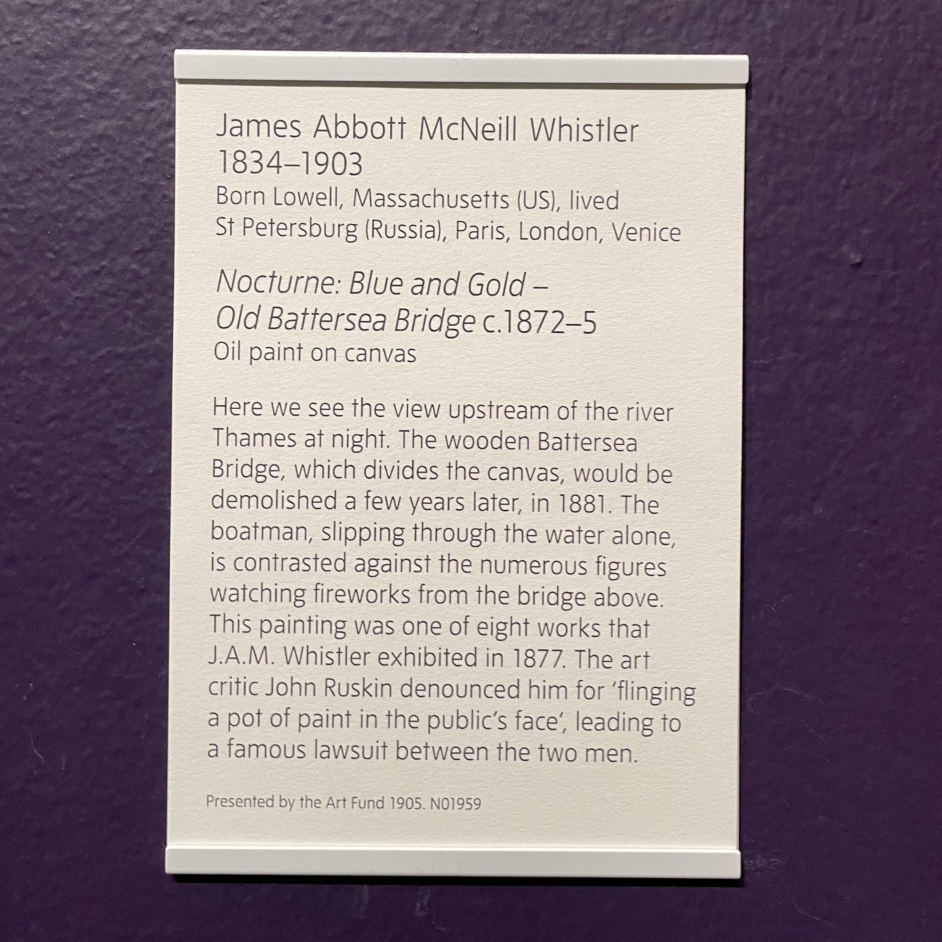 James Abbott McNeill Whistler
1834–1903
Born Lowell, Massachusetts (US), lived
St Petersburg (Russia), Paris, London, Venice
Nocturne: Blue and Gold –
Old Battersea Bridge c.1872–5
Oil paint on canvas
Here we see the view upstream of the river
Thames at night. The wooden Battersea
Bridge, which divides the canvas, would be
demolished a few years later, in 1881. The
boatman, slipping through the water alone,
is contrasted against the numerous figures
watching fireworks from the bridge above.
This painting was one of eight works that
J.A.M. Whistler exhibited in 1877. The art
critic John Ruskin denounced him for ‘flinging
a pot of paint in the public’s face’, leading to
a famous lawsuit between the two men.
Presented by the Art Fund 1905. N01959